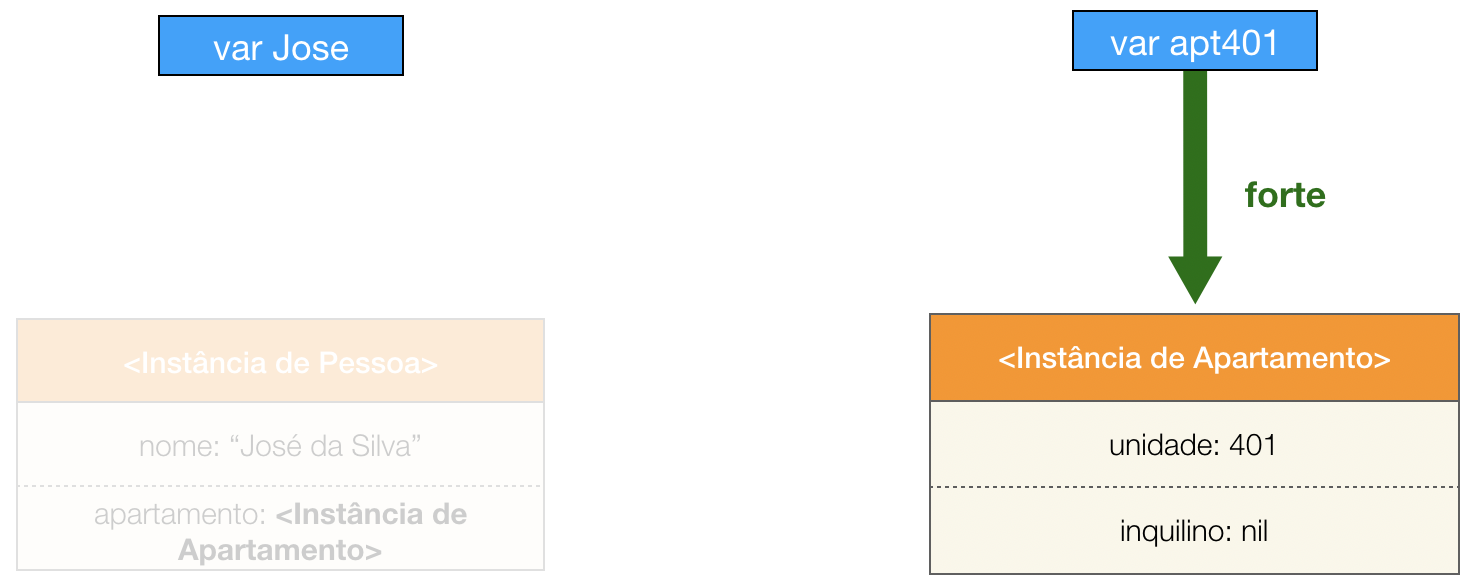 var Jose
var apt401
forte
<Instância de Pessoa>
nome: “José da Silva”
apartamento: <Instância de
Apartamento>
<Instância de Apartamento>
unidade: 401
inquilino: nil